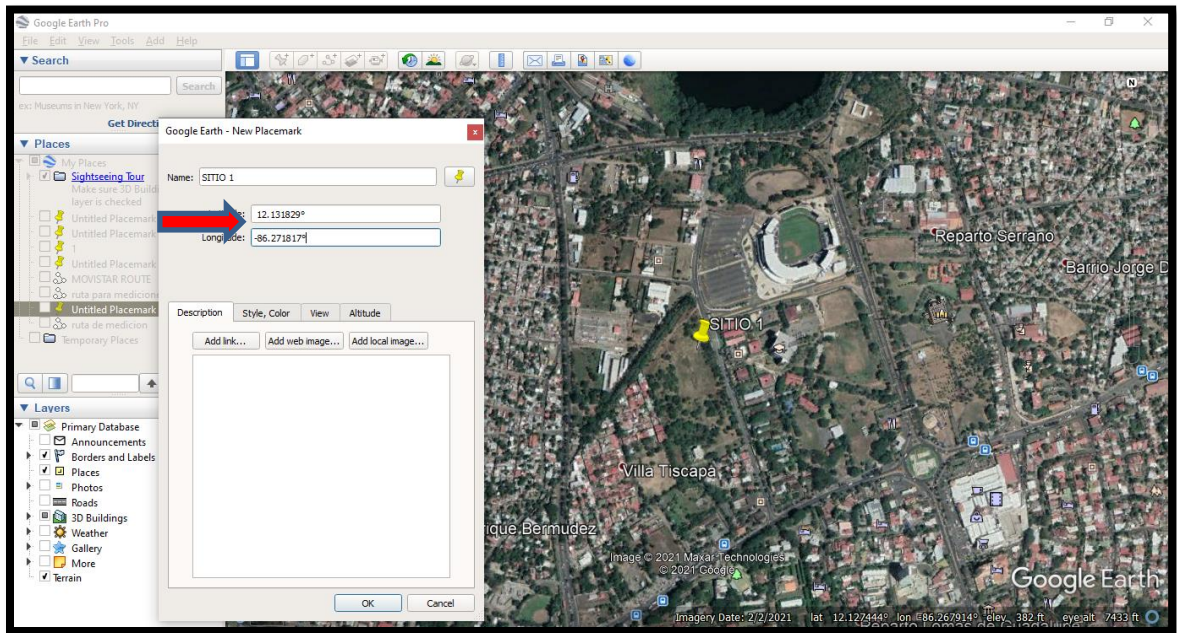 Google Earth Pro
File Edit View Tools Add Help
Search
Search
ex: Museums in New York, NY
Get Directi
Places
My Places
Sightseeing Tour
Make sure 3D Buildi
layer is checked
Untitled Placemark
Untitled Placemark
1
Untitled Placemark
MOVISTAR ROUTE
ruta para medicione
Untitled Placemark
ruta de medicion
Temporary Places
Layers
Primary Database
Announcements
Borders and Labels
Places
Photos
Roads
3D Buildings
Weather
Gallery
More
Terrain
Google Earth - New Placemark
x
Name: SITIO 1
12.131829°
Longitude: -86.271817°
Description Style, Color View Altitude
Add link... Add web image... Add local image...
OK Cancel
N
Reparto Serrano
Barrio Jorge D
SITIO 1
Villa Tiscapa
rique Bermudez
Image © 2021 Maxar Technologies
© 2021 Google
Google Earth
Imagery Date: 2/2/2021 lat 12.127444° lon -86.267914° elev 382 ft eye alt 7433 ft